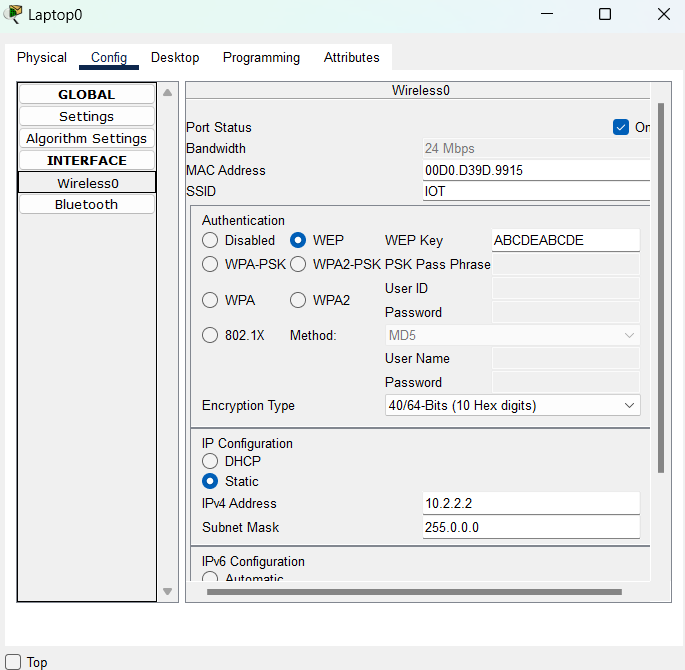 Laptop0
Physical Config Desktop Programming Attributes
GLOBAL
Settings
Algorithm Settings
INTERFACE
Wireless0
Bluetooth
Wireless0
Port Status On
Bandwidth 24 Mbps
MAC Address 00D0.D39D.9915
SSID IOT
Authentication
Disabled WEP WEP Key ABCDEABCDE
WPA-PSK WPA2-PSK PSK Pass Phrase
User ID
WPA WPA2
Password
802.1X Method: MD5
User Name
Password
Encryption Type 40/64-Bits (10 Hex digits)
IP Configuration
DHCP
Static
IPv4 Address 10.2.2.2
Subnet Mask 255.0.0.0
IPv6 Configuration
Automatic
Top